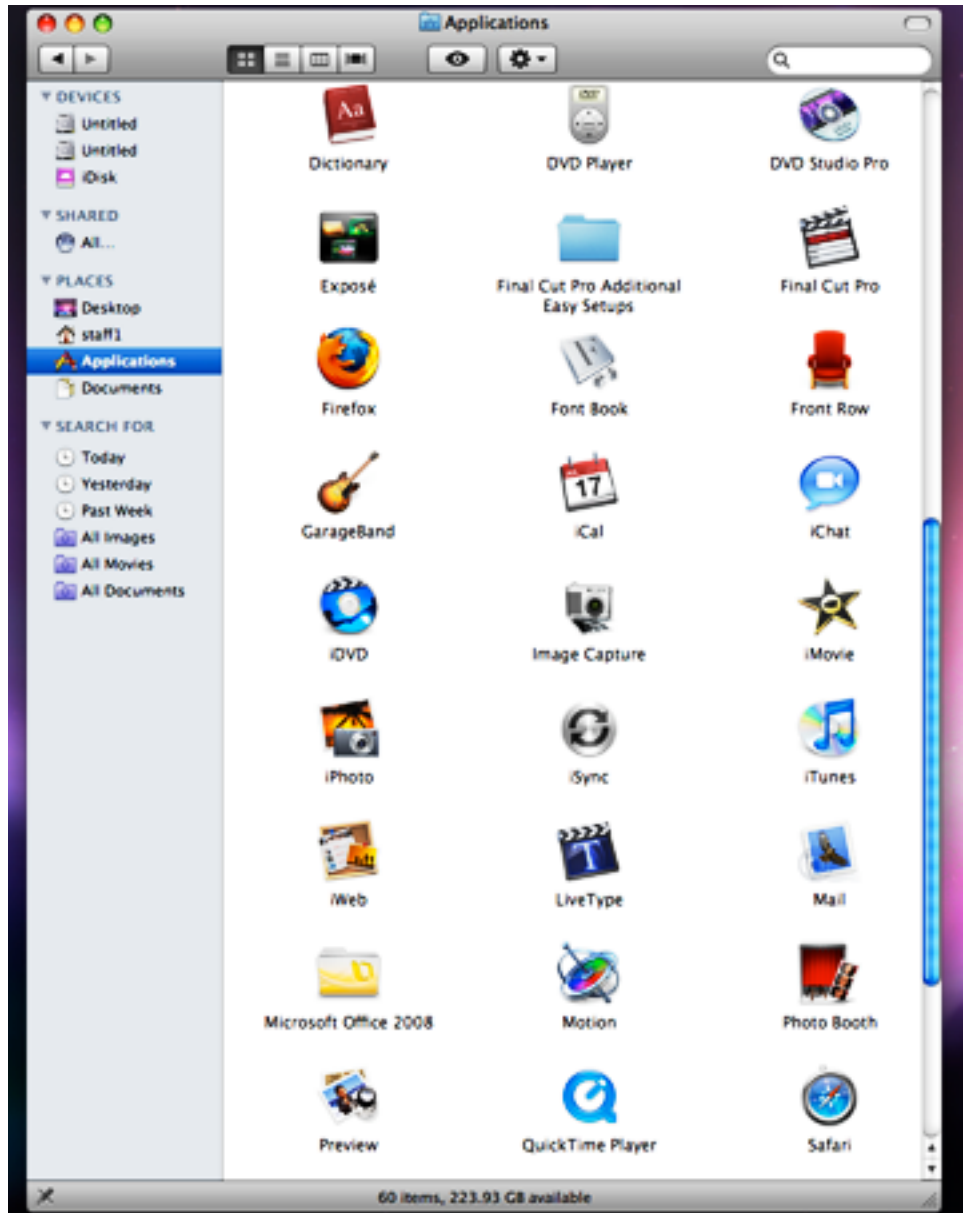 Applications
DEVICES
Untitled
Untitled
iDisk
SHARED
All...
PLACES
Desktop
staff1
Applications
Documents
SEARCH FOR
Today
Yesterday
Past Week
All Images
All Movies
All Documents
Aa
Dictionary
DVD Player
DVD Studio Pro
Exposé
Final Cut Pro Additional
Easy Setups
Final Cut Pro
Firefox
Font Book
Front Row
GarageBand
17
iCal
iChat
iDVD
Image Capture
iMovie
iPhoto
iSync
iTunes
iWeb
T
LiveType
Mail
Microsoft Office 2008
Motion
Photo Booth
Preview
QuickTime Player
Safari
60 items, 223.93 GB available